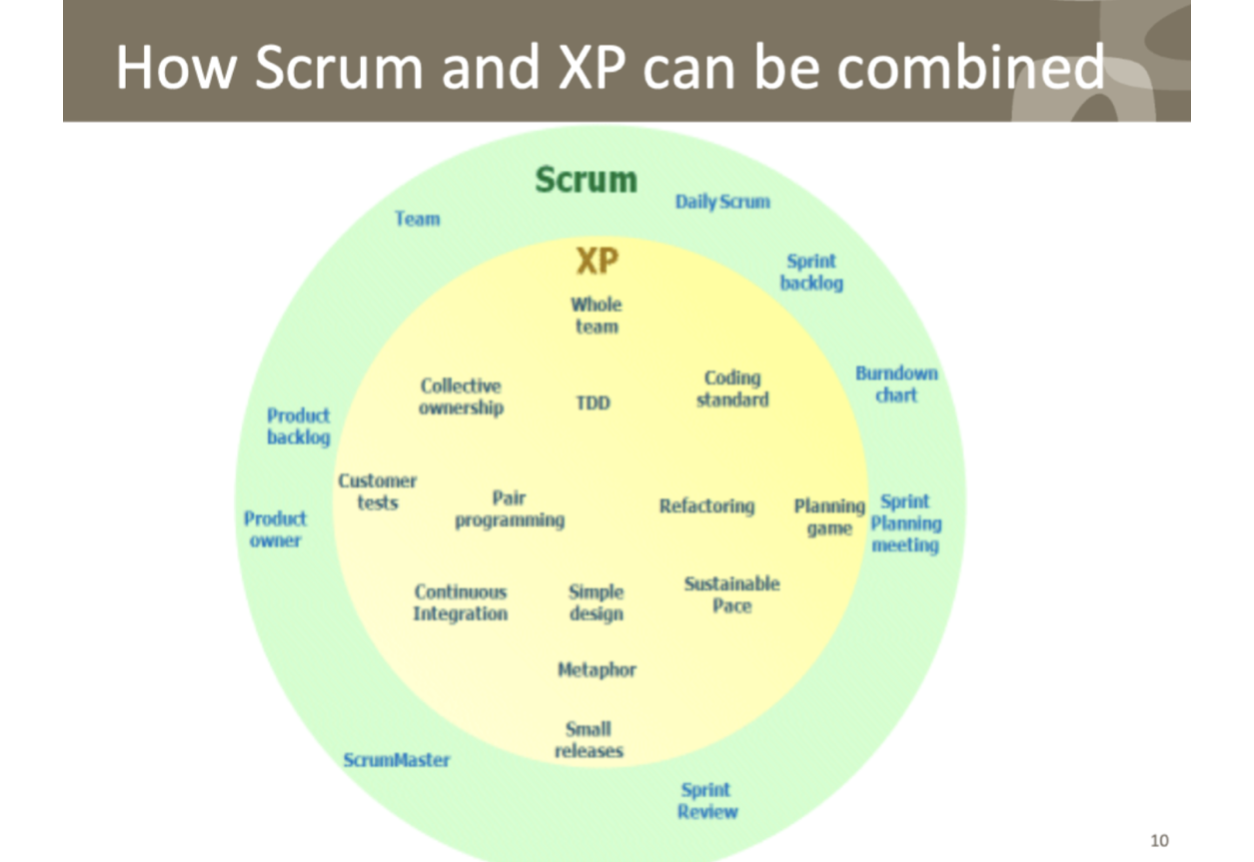 How Scrum and XP can be combined
Scrum
Daily Scrum
Team
XP
Sprint
backlog
Whole
team
Burndown
chart
Coding
standard
Collective
ownership
TDD
Product
backlog
Customer
tests
Pair
programming
Refactoring
Planning
game
Sprint
Planning
meeting
Product
owner
Continuous
Integration
Simple
design
Sustainable
Pace
Metaphor
Small
releases
ScrumMaster
Sprint
Review
10